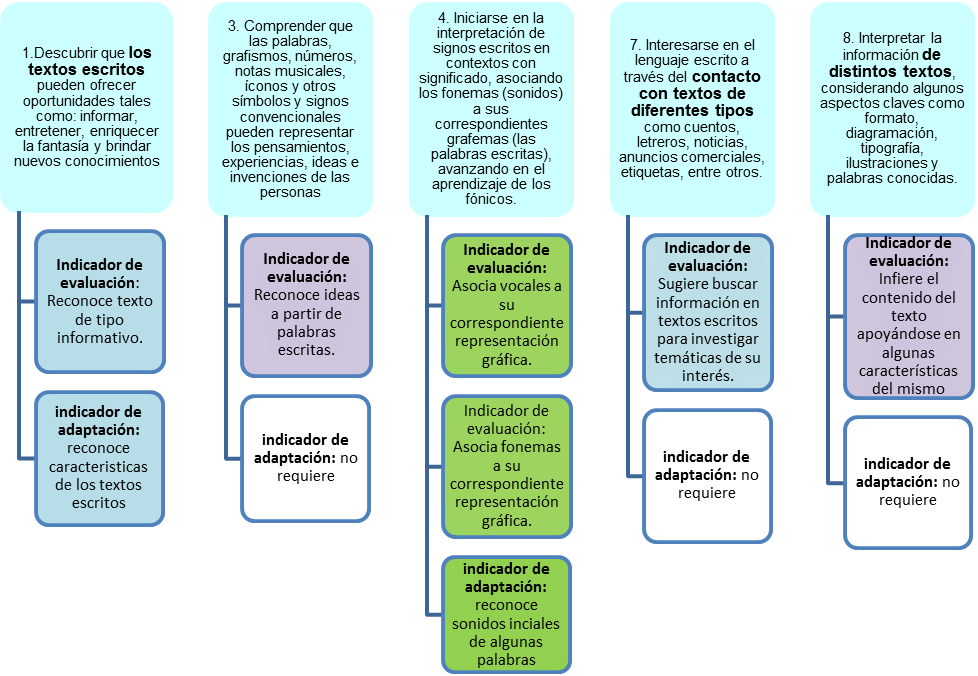 1.Descubrir que los
textos escritos
pueden ofrecer
oportunidades tales
como: informar,
entretener, enriquecer
la fantasía y brindar
nuevos conocimientos
Indicador de
evaluación:
Reconoce texto
de tipo
informativo.
indicador de
adaptación:
reconoce
caracteristicas
de los textos
escritos
3. Comprender que
las palabras,
grafismos, números,
notas musicales,
íconos y otros
símbolos y signos
convencionales
pueden representar
los pensamientos,
experiencias, ideas e
invenciones de las
personas
Indicador de
evaluación:
Reconoce ideas
a partir de
palabras
escritas.
indicador de
adaptación: no
requiere
4. Iniciarse en la
interpretación de
signos escritos en
contextos con
significado, asociando
los fonemas (sonidos)
a sus
correspondientes
grafemas (las
palabras escritas),
avanzando en el
aprendizaje de los
fónicos.
Indicador de
evaluación:
Asocia vocales a
su
correspondiente
representación
gráfica.
Indicador de
evaluación:
Asocia fonemas
a su
correspondiente
representación
gráfica.
indicador de
adaptación:
reconoce
sonidos inciales
de algunas
palabras
7. Interesarse en el
lenguaje escrito a
través del contacto
con textos de
diferentes tipos
como cuentos,
letreros, noticias,
anuncios comerciales,
etiquetas, entre otros.
Indicador de
evaluación:
Sugiere buscar
información en
textos escritos
para investigar
temáticas de su
interés.
indicador de
adaptación: no
requiere
8. Interpretar la
información de
distintos textos,
considerando algunos
aspectos claves como
formato,
diagramación,
tipografía,
ilustraciones y
palabras conocidas.
Indicador de
evaluación:
Infiere el
contenido del
texto
apoyándose en
algunas
características
del mismo
indicador de
adaptación: no
requiere